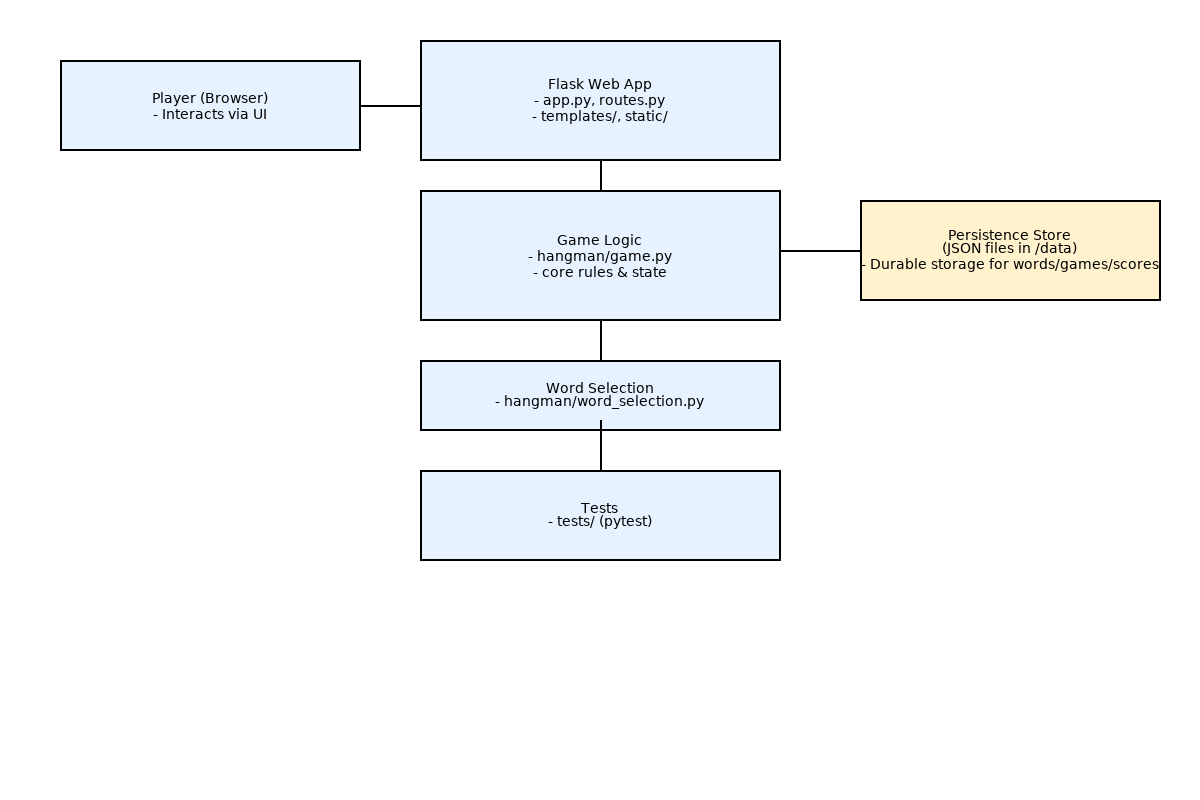 Player (Browser)
- Interacts via UI
Flask Web App
- app.py, routes.py
- templates/, static/
Game Logic
- hangman/game.py
- core rules & state
Persistence Store
(JSON files in /data)
- Durable storage for words/games/scores
Word Selection
- hangman/word_selection.py
Tests
- tests/ (pytest)